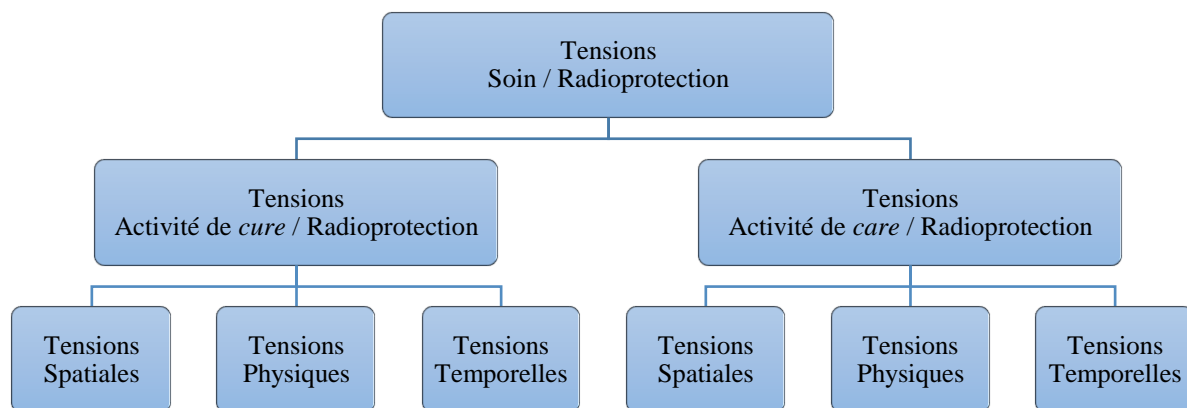 Tensions
Soin / Radioprotection
Tensions
Activité de cure / Radioprotection
Tensions
Activité de care / Radioprotection
Tensions
Spatiales
Tensions
Physiques
Tensions
Temporelles
Tensions
Spatiales
Tensions
Physiques
Tensions
Temporelles